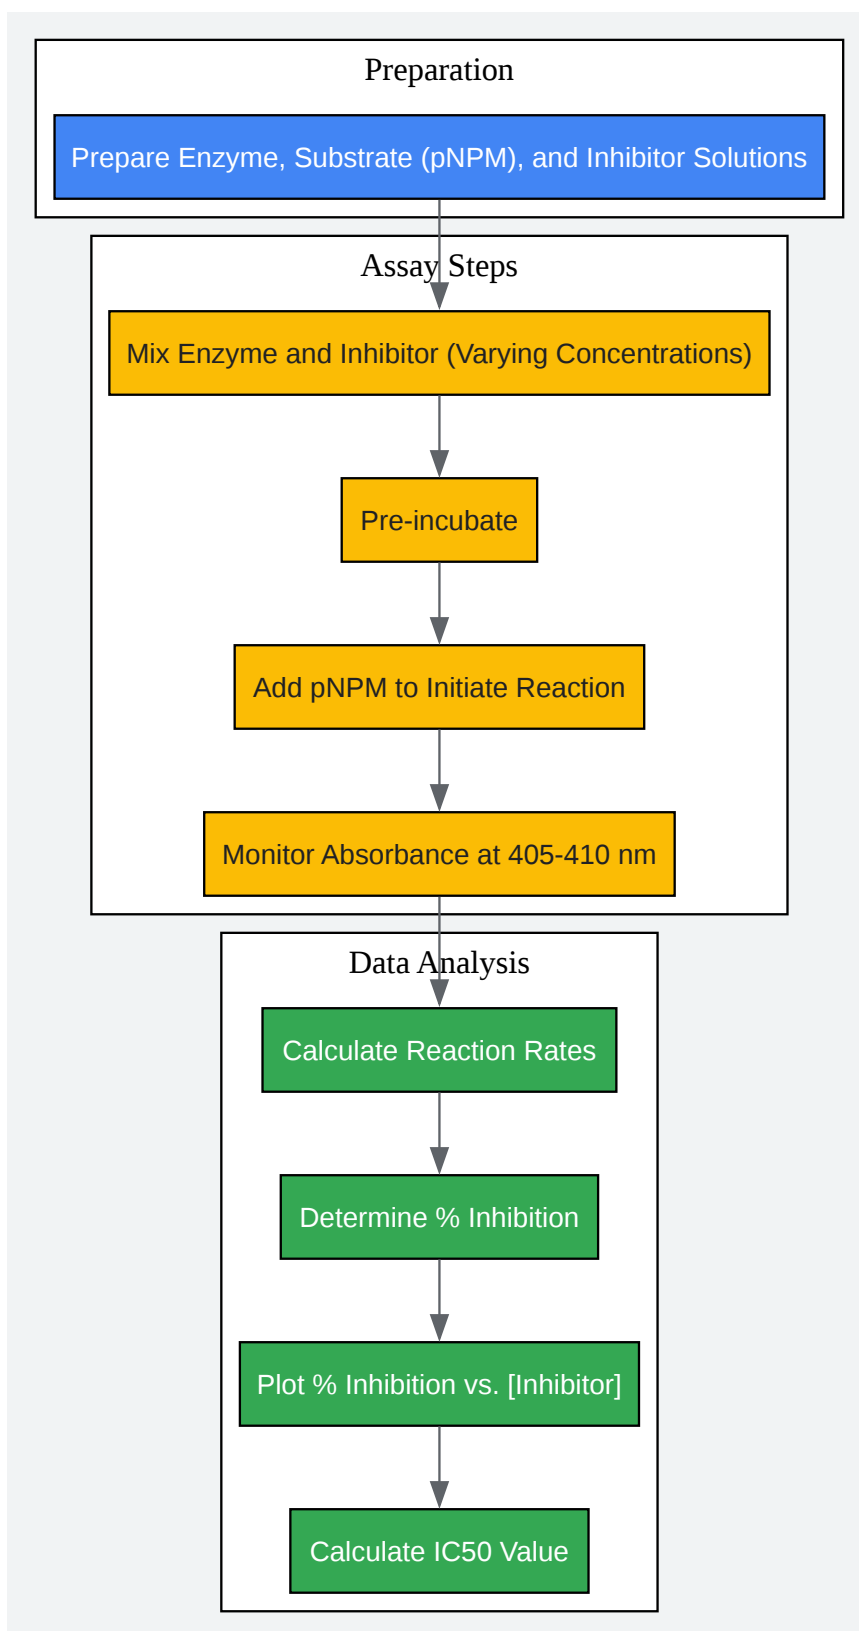 Preparation
Prepare Enzyme, Substrate (pNPM), and Inhibitor Solutions
Assay Steps
Mix Enzyme and Inhibitor (Varying Concentrations)
Pre-incubate
Add pNPM to Initiate Reaction
Monitor Absorbance at 405-410 nm
Data Analysis
Calculate Reaction Rates
Determine % Inhibition
Plot % Inhibition vs. [Inhibitor]
Calculate IC50 Value